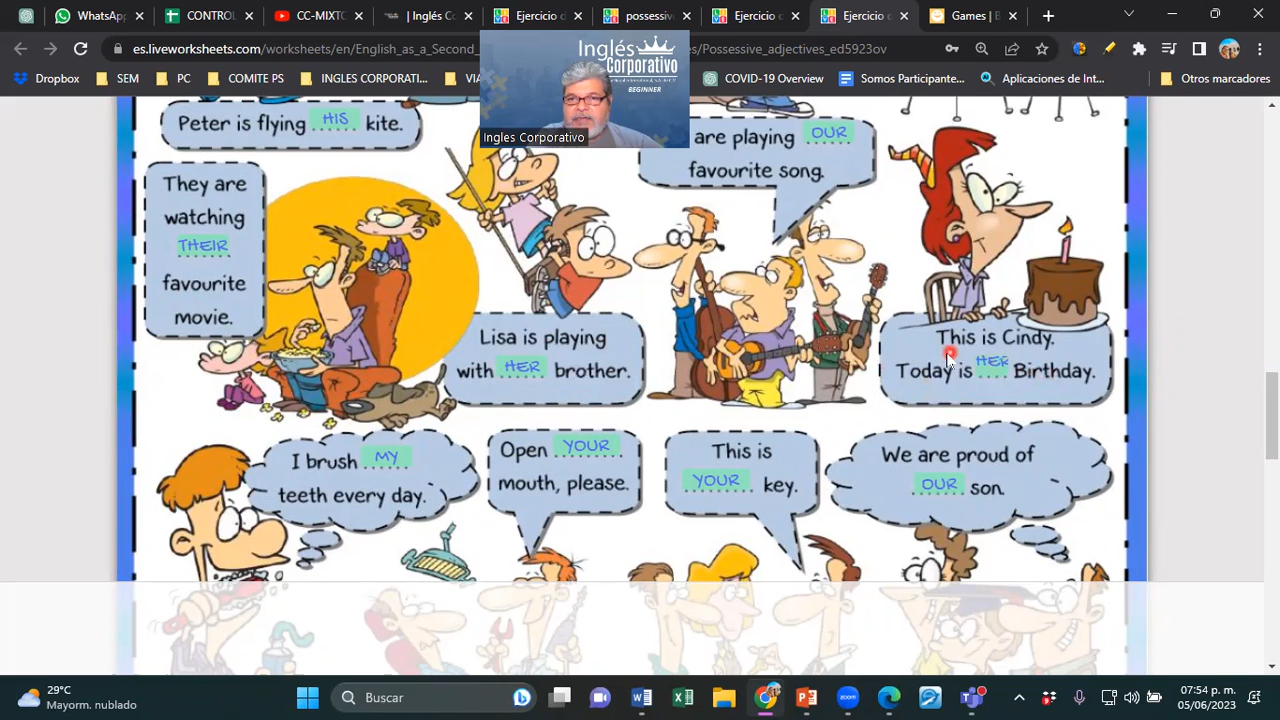 WhatsApp
CONTROL
CC-MIXTO
| Inglés C
Ejercicio d
possessiv
Ejercicio d
Ejercicio d
Games | B
es.liveworksheets.com/worksheets/en/English_as_a_Second_
/Possessive_adjectives_ed5923ov
Dropbox
SEM
PC
COMITE PS
INGLES CORPORATI...
VIA
COVID-19 Overview
Somos Participante...
Aplicaciones de Int...
Otros marcadores
Inglés
Corporativo
BEGINNER
Ingles Corporativo
Peter is flying HIS kite.
are playing OUR
favourite song.
They are
watching
THEIR
favourite
movie.
Lisa is playing
with HER brother.
This is Cindy.
Today is HER Birthday.
I brush MY
teeth every day.
Open YOUR
mouth, please.
This is
YOUR key.
We are proud of
OUR son.
29°C
Mayorm. nublado
Buscar
07:54 p. m.
05/06/2023